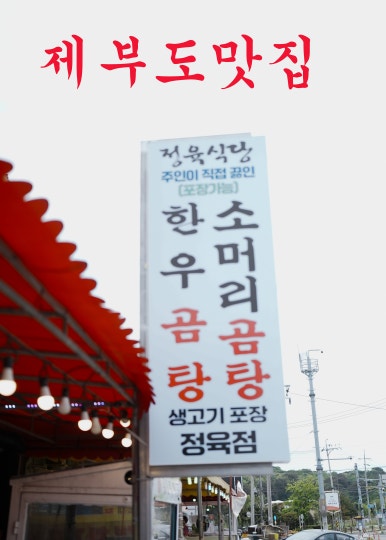 제부도맛집
정육식당
주인이 직접 끓인
(포장가능)
한우곰탕
소머리곰탕
생고기 포장
정육점